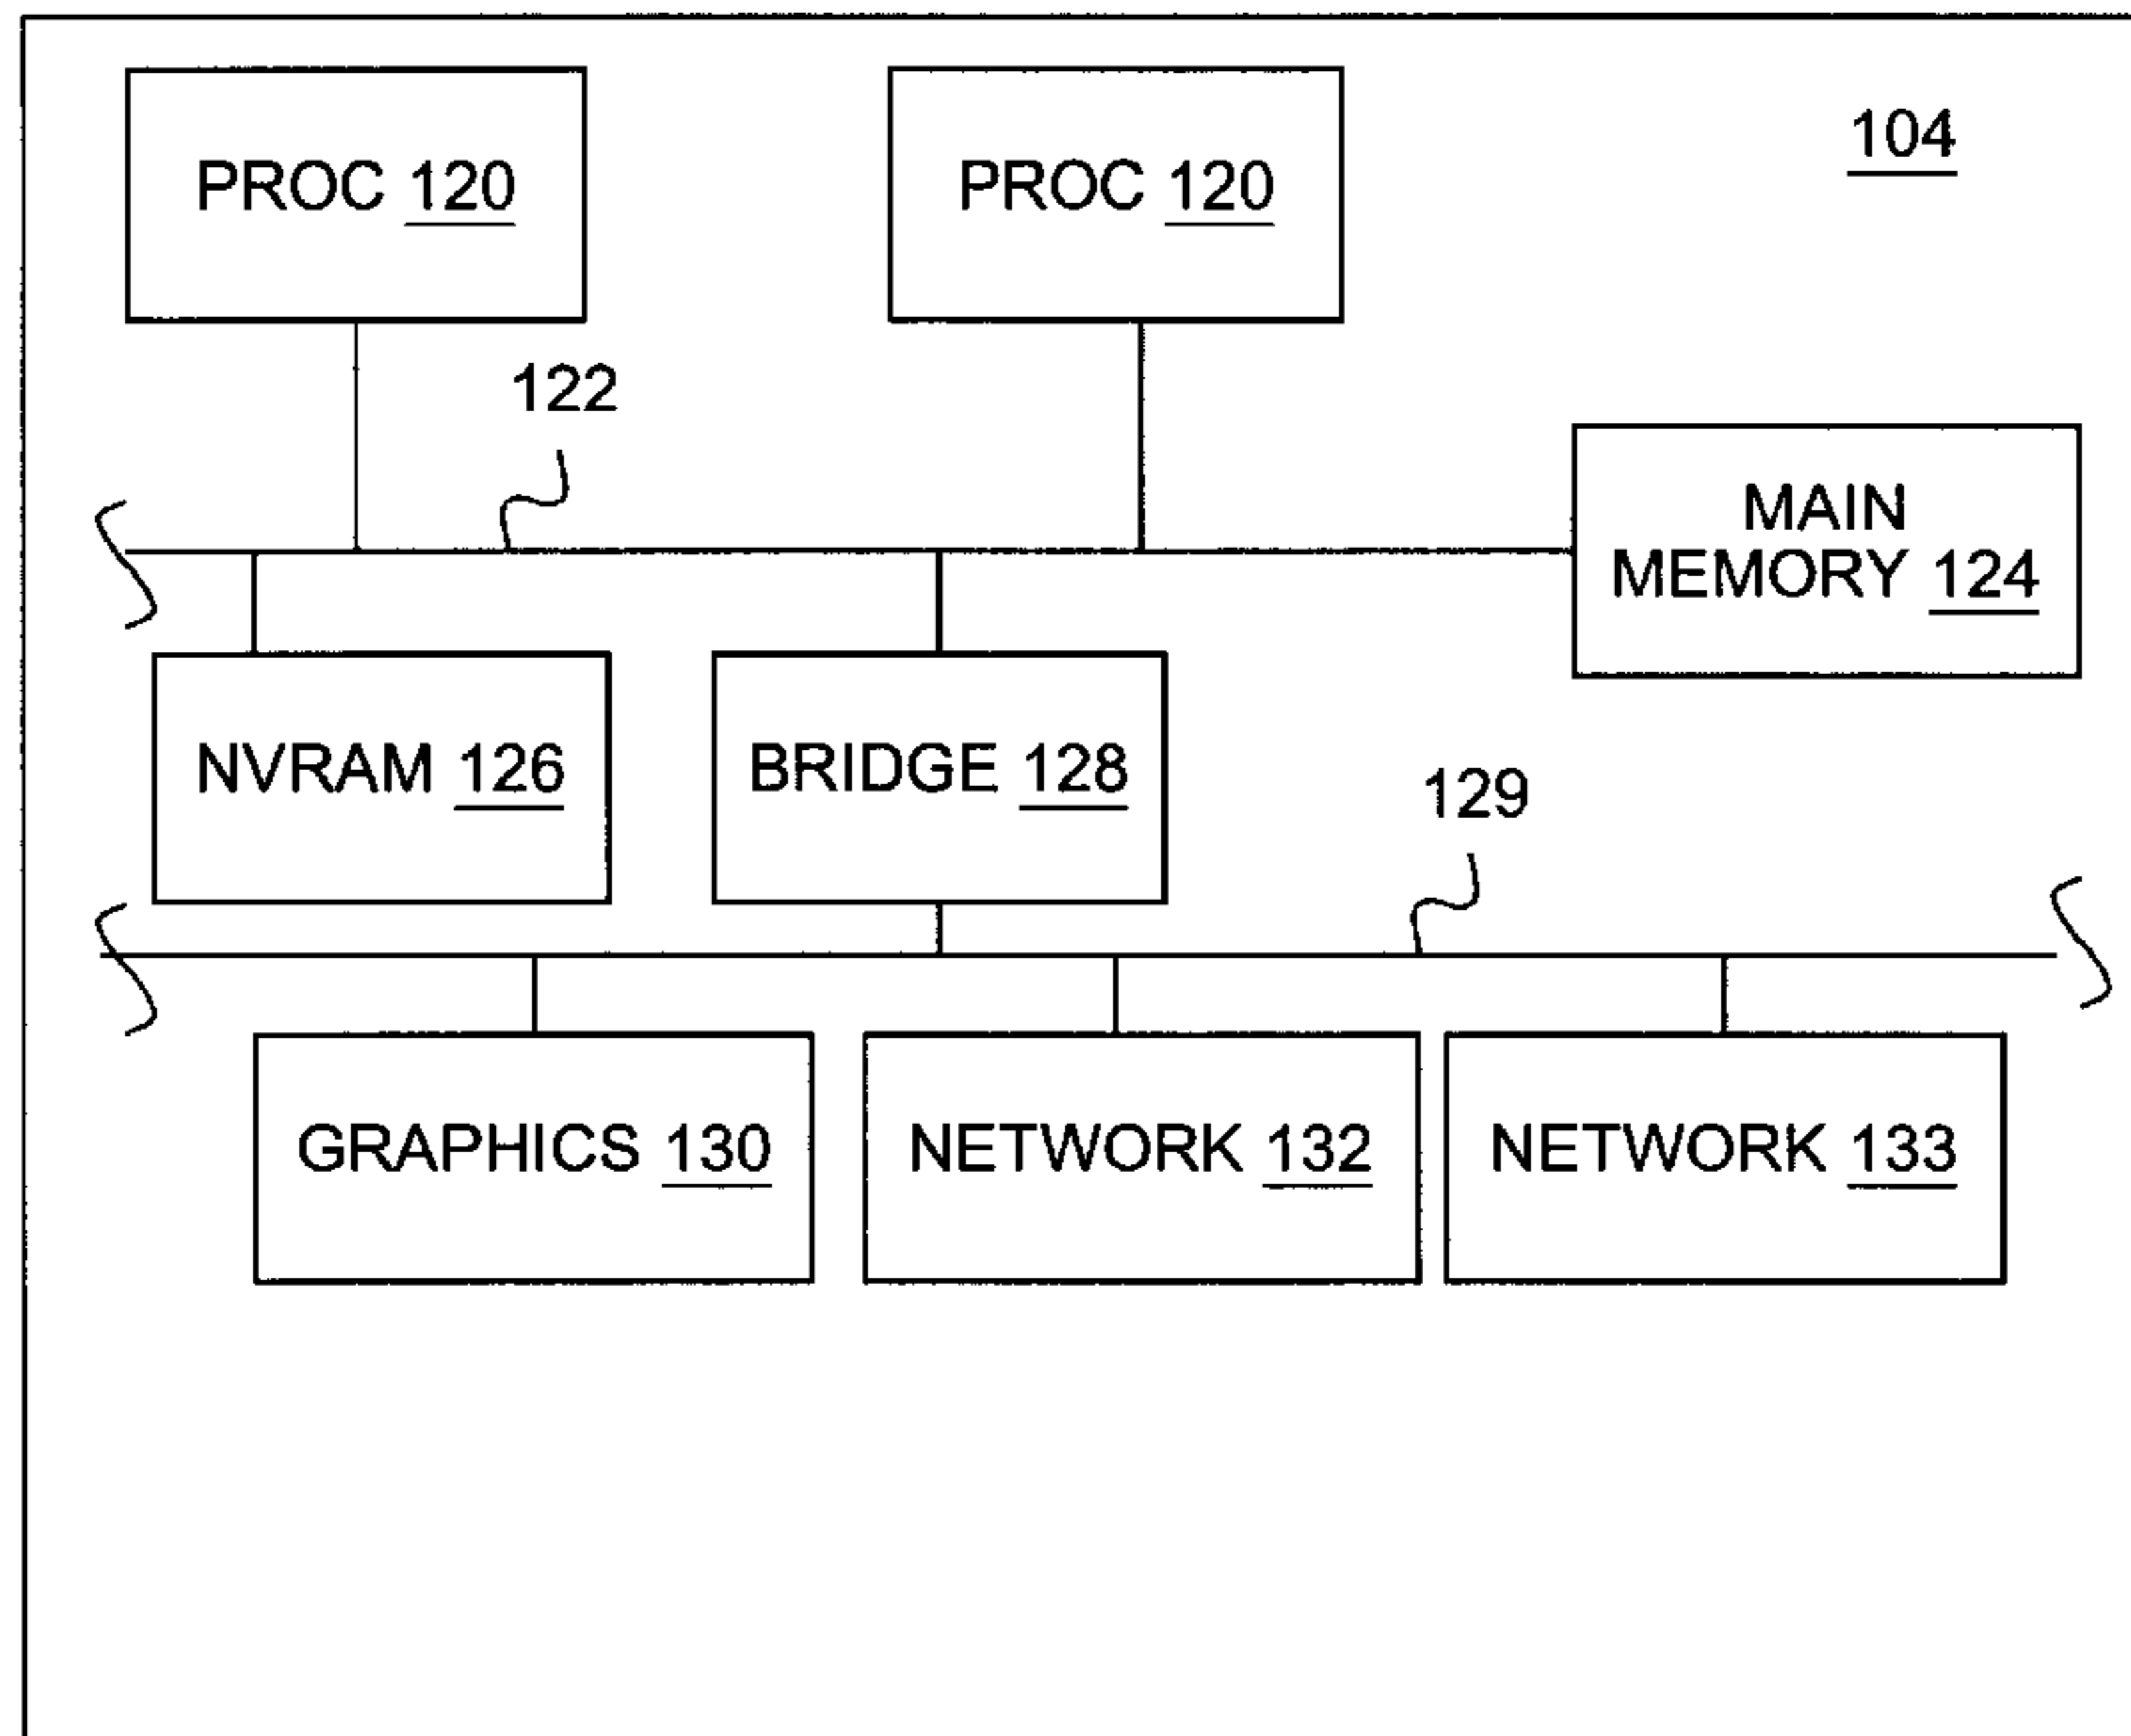 PROC 120
PROC 120
104
122
MAIN
MEMORY 124
NVRAM 126
BRIDGE 128
129
GRAPHICS 130
NETWORK 132
NETWORK 133